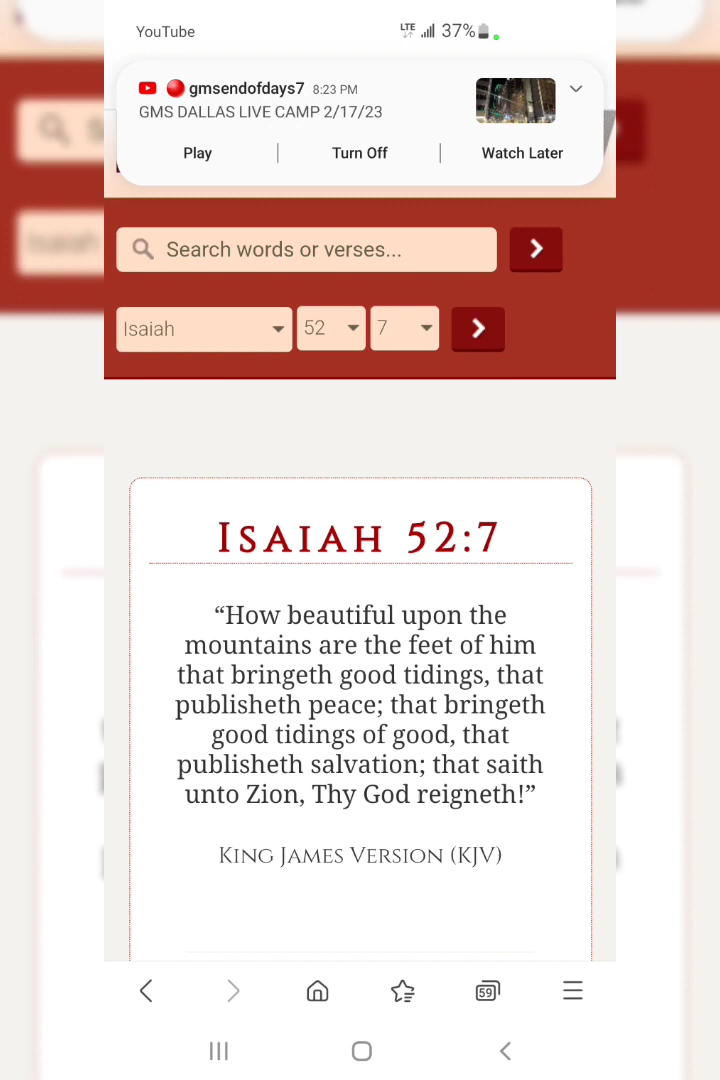 YouTube LTE 37%
gmsendofdays7 8:23 PM
GMS DALLAS LIVE CAMP 2/17/23
Play Turn Off Watch Later
Search words or verses...
Isaiah 52 7
ISAIAH 52:7
“How beautiful upon the
mountains are the feet of him
that bringeth good tidings, that
publisheth peace; that bringeth
good tidings of good, that
publisheth salvation; that saith
unto Zion, Thy God reigneth!”
KING JAMES VERSION (KJV)
59